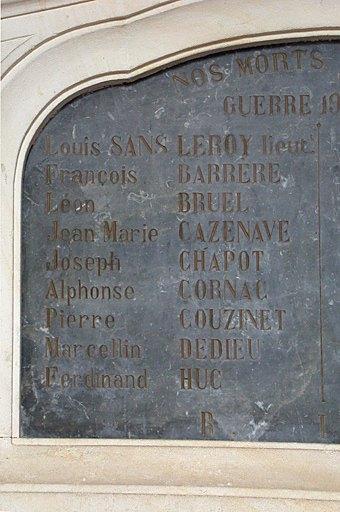 NOS MORTS
GUERRE 19
Louis SANS LEROY lieut.
François BARRÈRE
Léon BRUEL
Jean Marie CAZENAVE
Joseph CHAPOT
Alphonse CORNAC
Pierre COUZINET
Marcellin DEDIEU
Ferdinand HUC
R